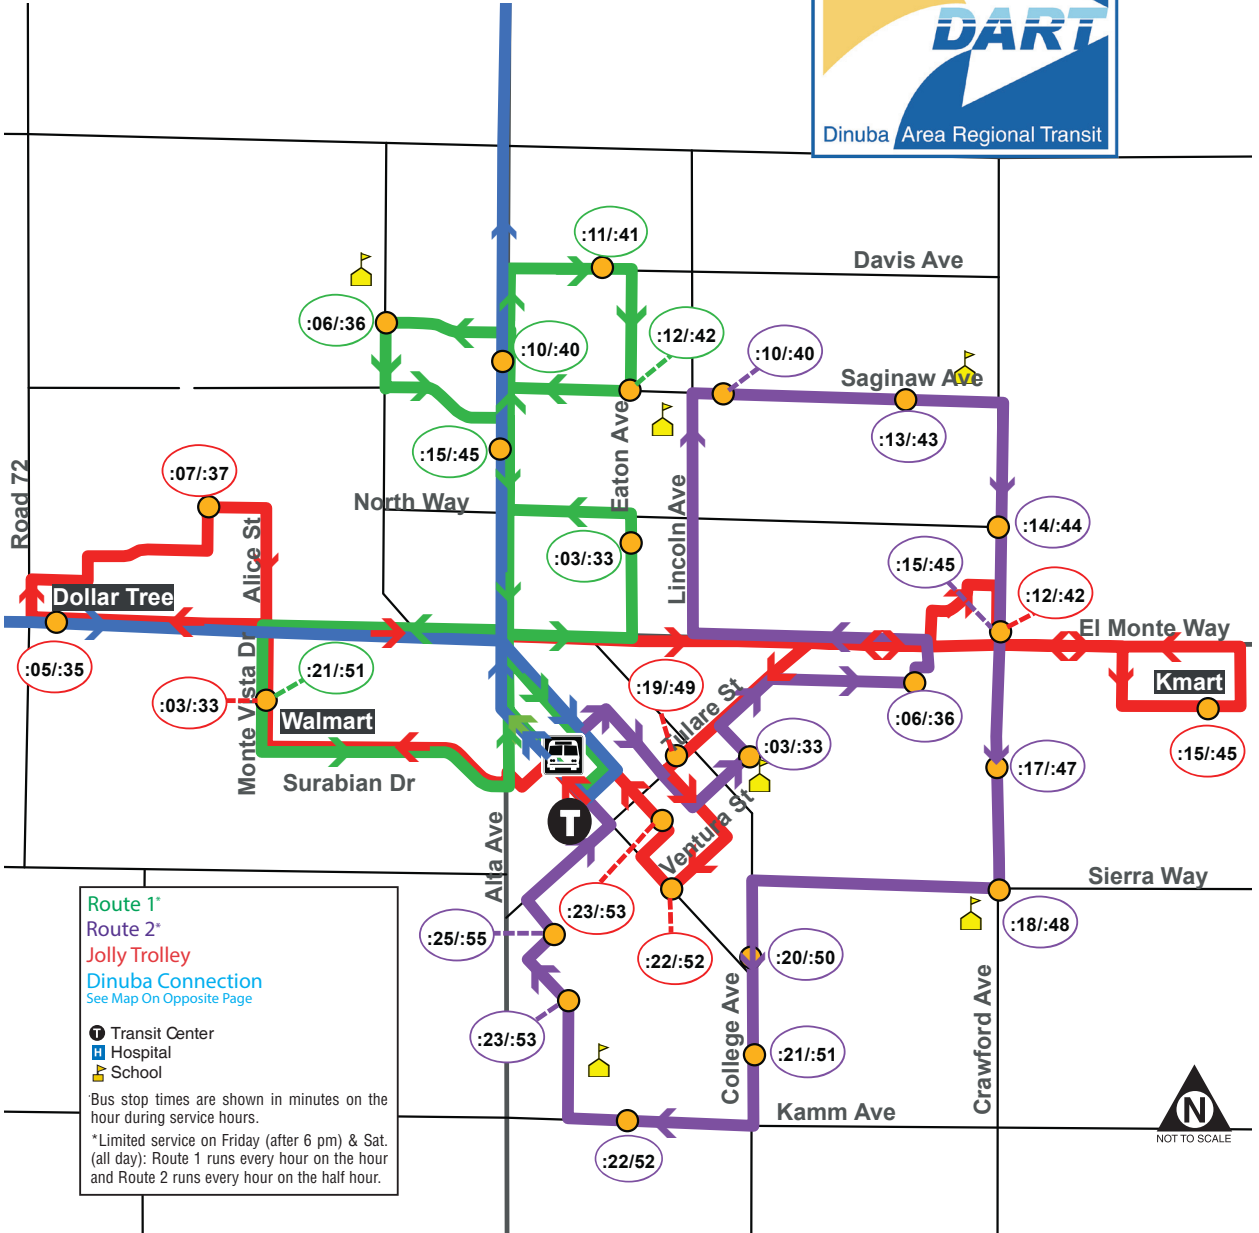 DART
Dinuba Area Regional Transit
:11/:41
Davis Ave
:06/:36
:12/:42
:10/:40
:10/:40
Saginaw Ave
:13/:43
Eaton Ave
:15/:45
:07/:37
Road 72
North Way
Lincoln Ave
:14/:44
Alice St
:03/:33
:15/:45
:12/:42
Dollar Tree
El Monte Way
:05/:35
:21/:51
Monte Vista Dr
:19/:49
Tulare St
Kmart
:03/:33
Walmart
:06/:36
:03/:33
:15/:45
:17/:47
Surabian Dr
T
Ventura St
Alta Ave
Sierra Way
:23/:53
:18/:48
:25/:55
:22/:52
:20/:50
College Ave
Crawford Ave
:23/:53
:21/:51
Kamm Ave
:22/52
N
NOT TO SCALE
Route 1*
Route 2*
Jolly Trolley
Dinuba Connection
See Map On Opposite Page
T Transit Center
H Hospital
School
Bus stop times are shown in minutes on the
hour during service hours.
*Limited service on Friday (after 6 pm) & Sat.
(all day): Route 1 runs every hour on the hour
and Route 2 runs every hour on the half hour.